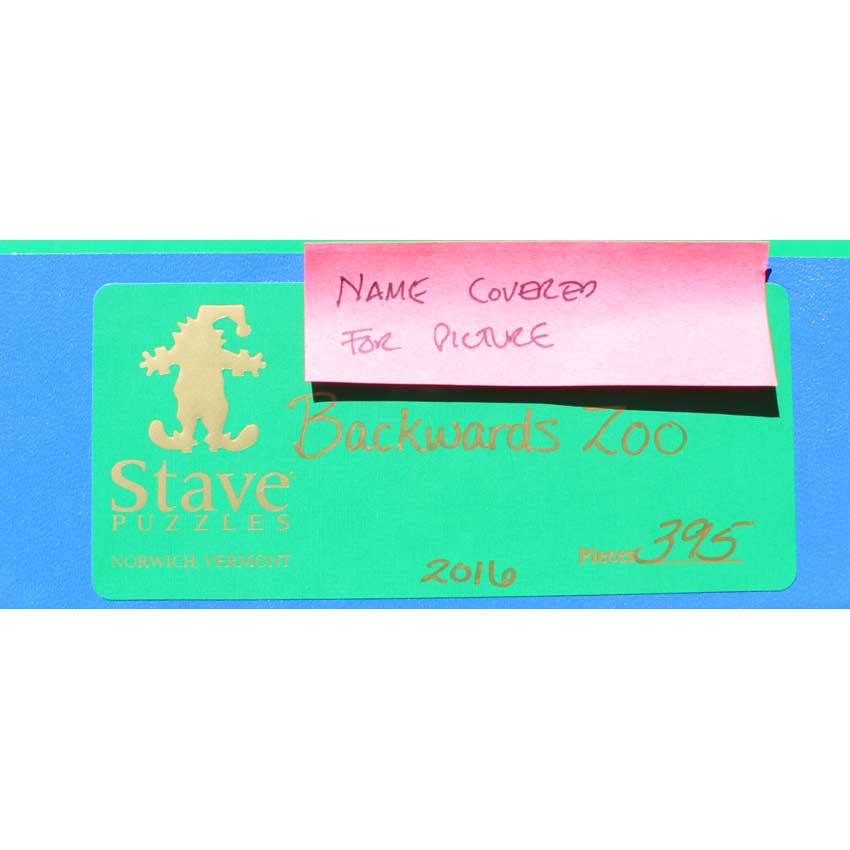 NAME COVERED
FOR PICTURE
Backwards Zoo
Stave
PUZZLES
NORWICH, VERMONT
2016
Pieces 395